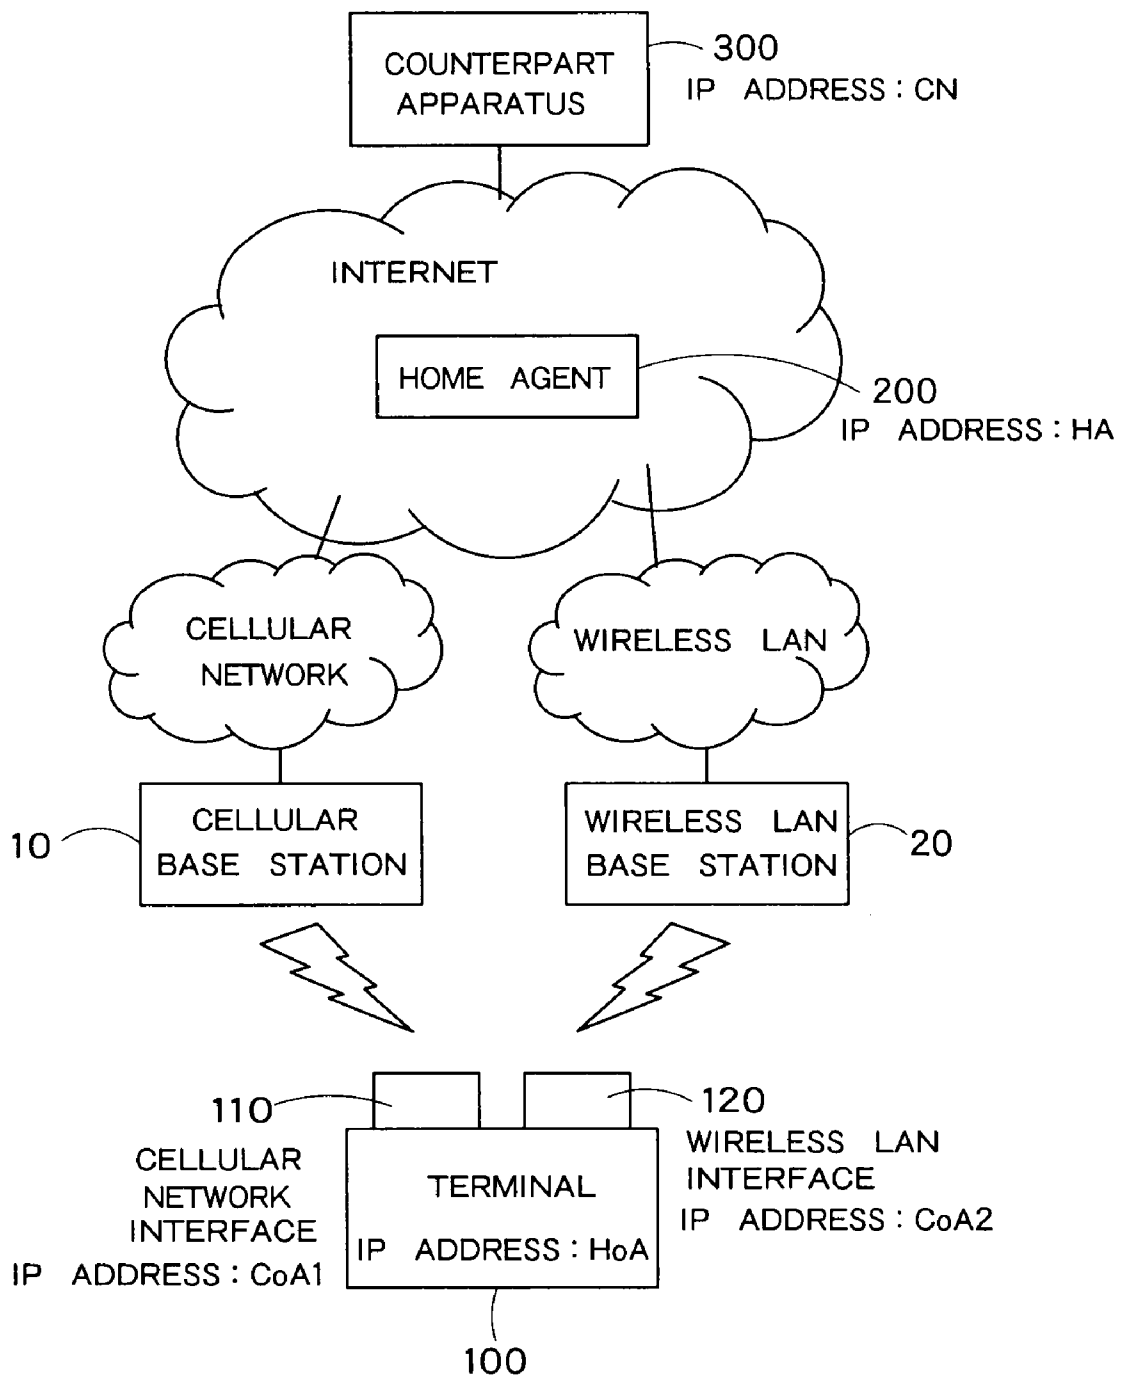 COUNTERPART
APPARATUS
300
IP ADDRESS : CN
INTERNET
HOME AGENT
200
IP ADDRESS : HA
CELLULAR
NETWORK
WIRELESS LAN
10
CELLULAR
BASE STATION
WIRELESS LAN
BASE STATION
20
110
CELLULAR
NETWORK
INTERFACE
IP ADDRESS : CoA1
120
WIRELESS LAN
INTERFACE
IP ADDRESS : CoA2
TERMINAL
IP ADDRESS : HoA
100